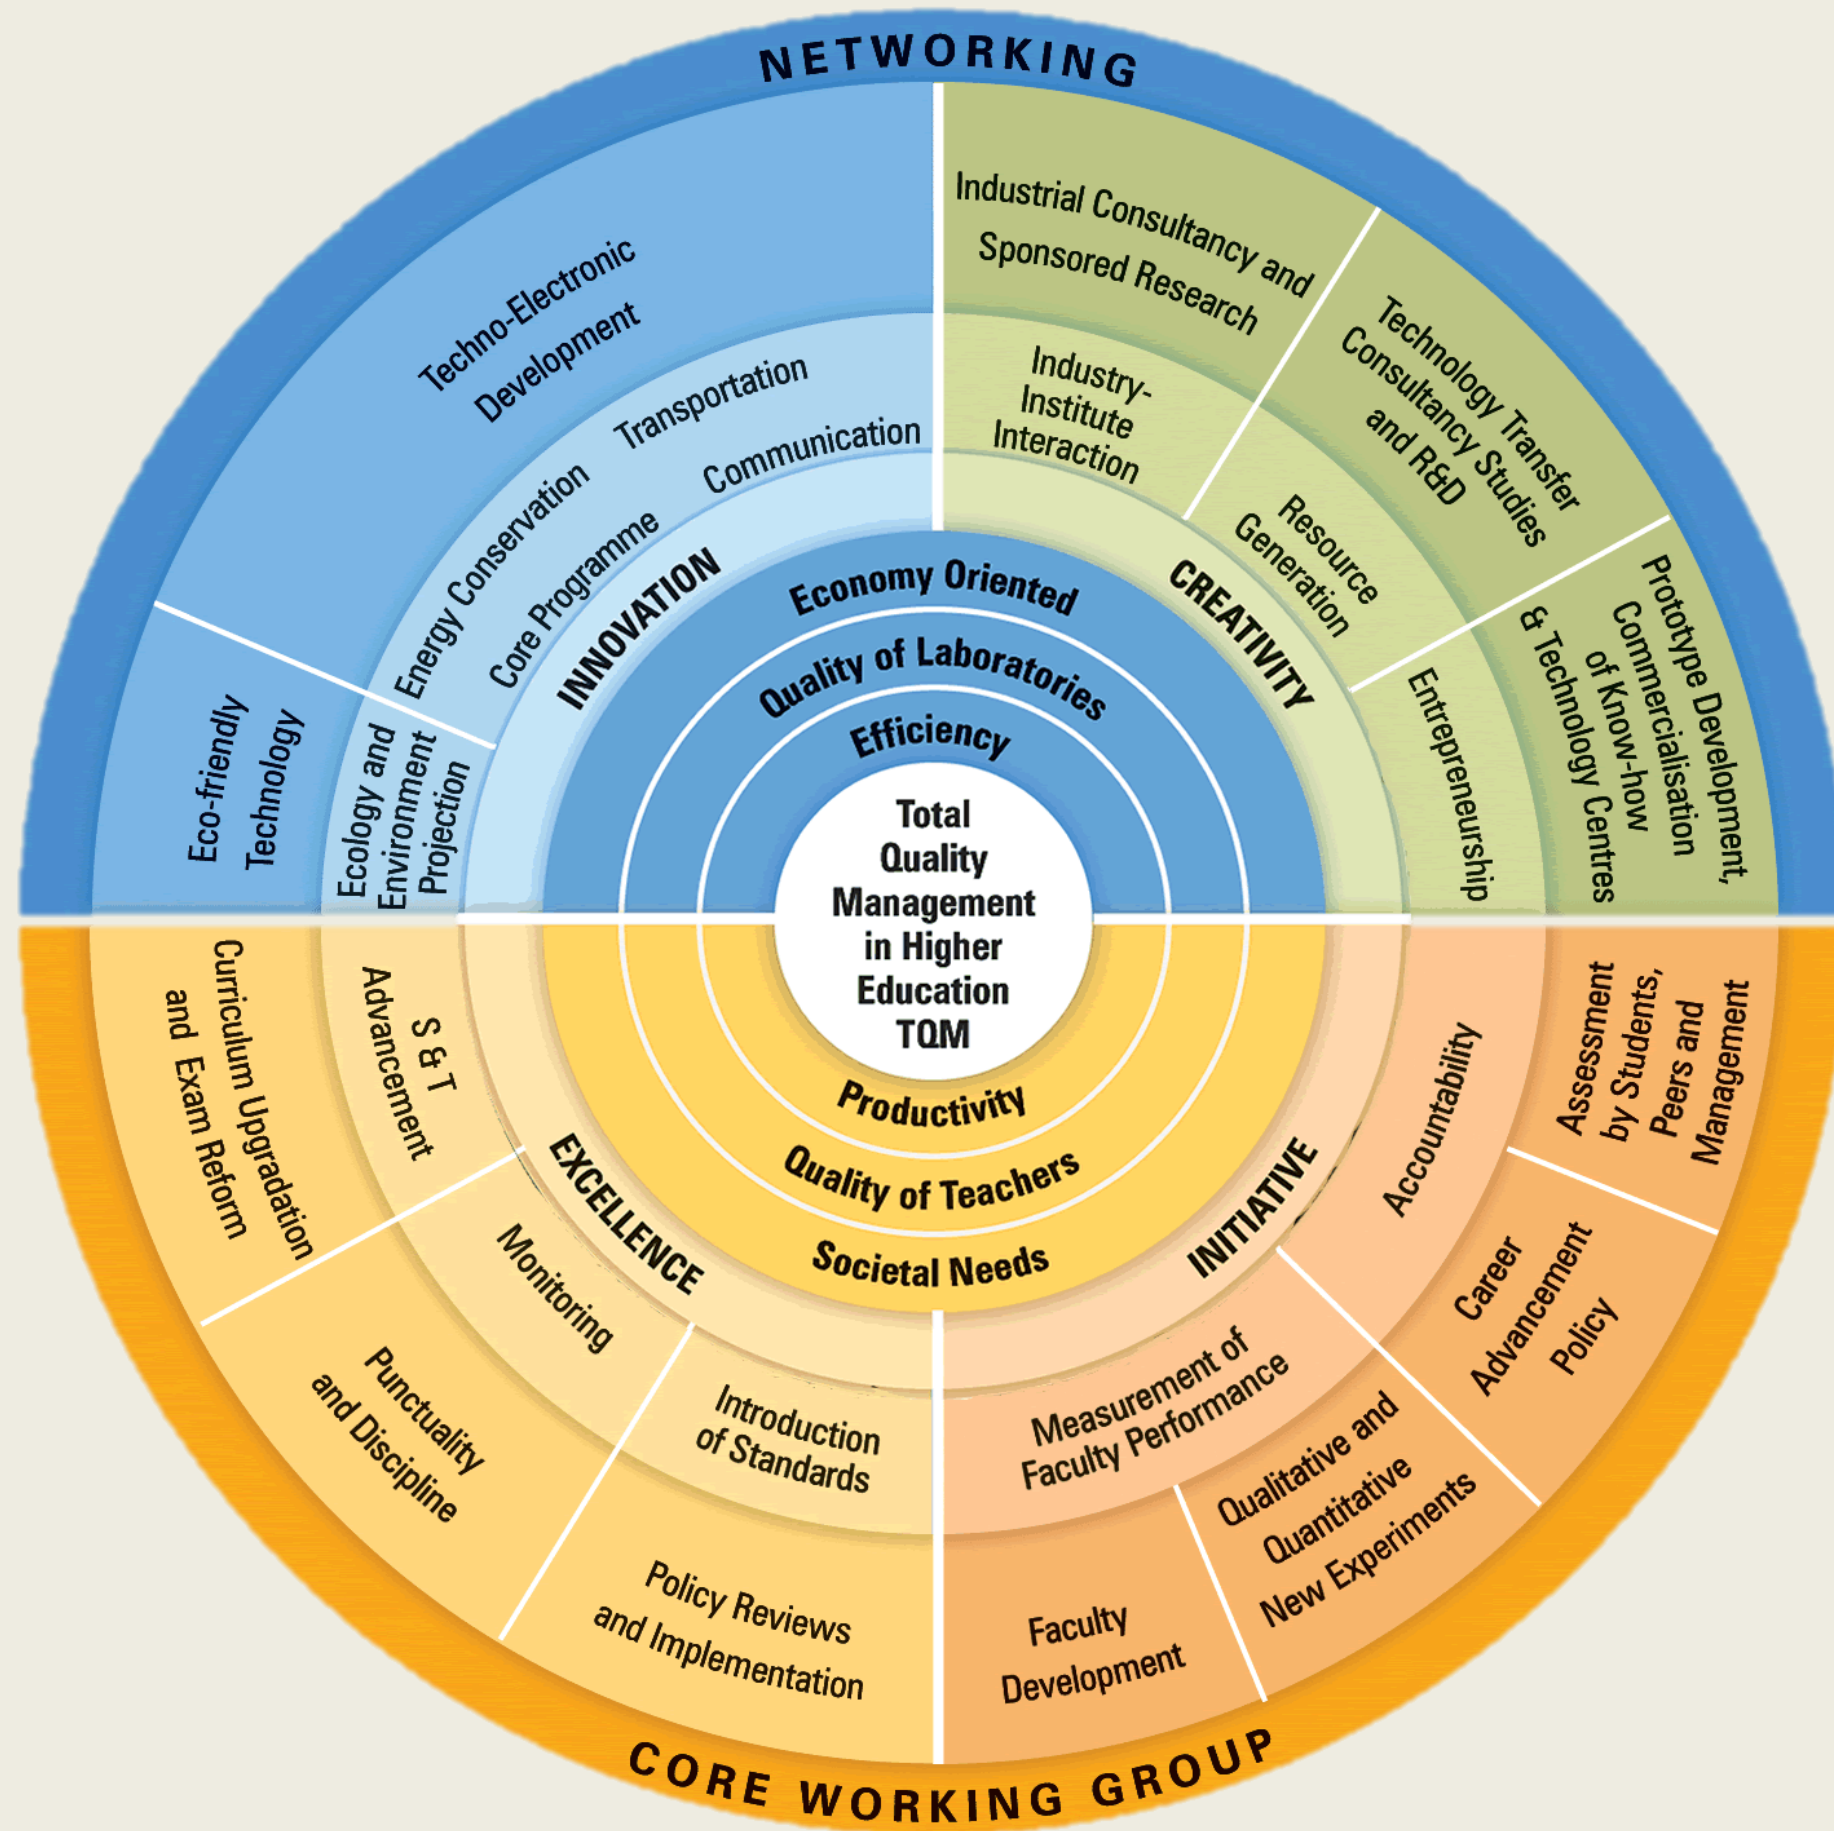 NETWORKING
Techno-Electronic
Development
Transportation
Communication
Energy Conservation
Core Programme
INNOVATION
Eco-friendly
Technology
Ecology and
Environment
Projection
Industrial Consultancy and
Sponsored Research
Industry-
Institute
Interaction
Technology Transfer
Consultancy Studies
and R&D
Resource
Generation
CREATIVITY
Prototype Development,
Commercialisation
of Know-how
& Technology Centres
Entrepreneurship
Economy Oriented
Quality of Laboratories
Efficiency
Total
Quality
Management
in Higher
Education
TQM
Productivity
Quality of Teachers
Societal Needs
Curriculum Upgradation
and Exam Reform
S & T
Advancement
EXCELLENCE
Monitoring
Punctuality
and Discipline
Introduction
of Standards
Policy Reviews
and Implementation
INITIATIVE
Accountability
Assessment
by Students,
Peers and
Management
Career
Advancement
Policy
Measurement of
Faculty Performance
Qualitative and
Quantitative
New Experiments
Faculty
Development
CORE WORKING GROUP